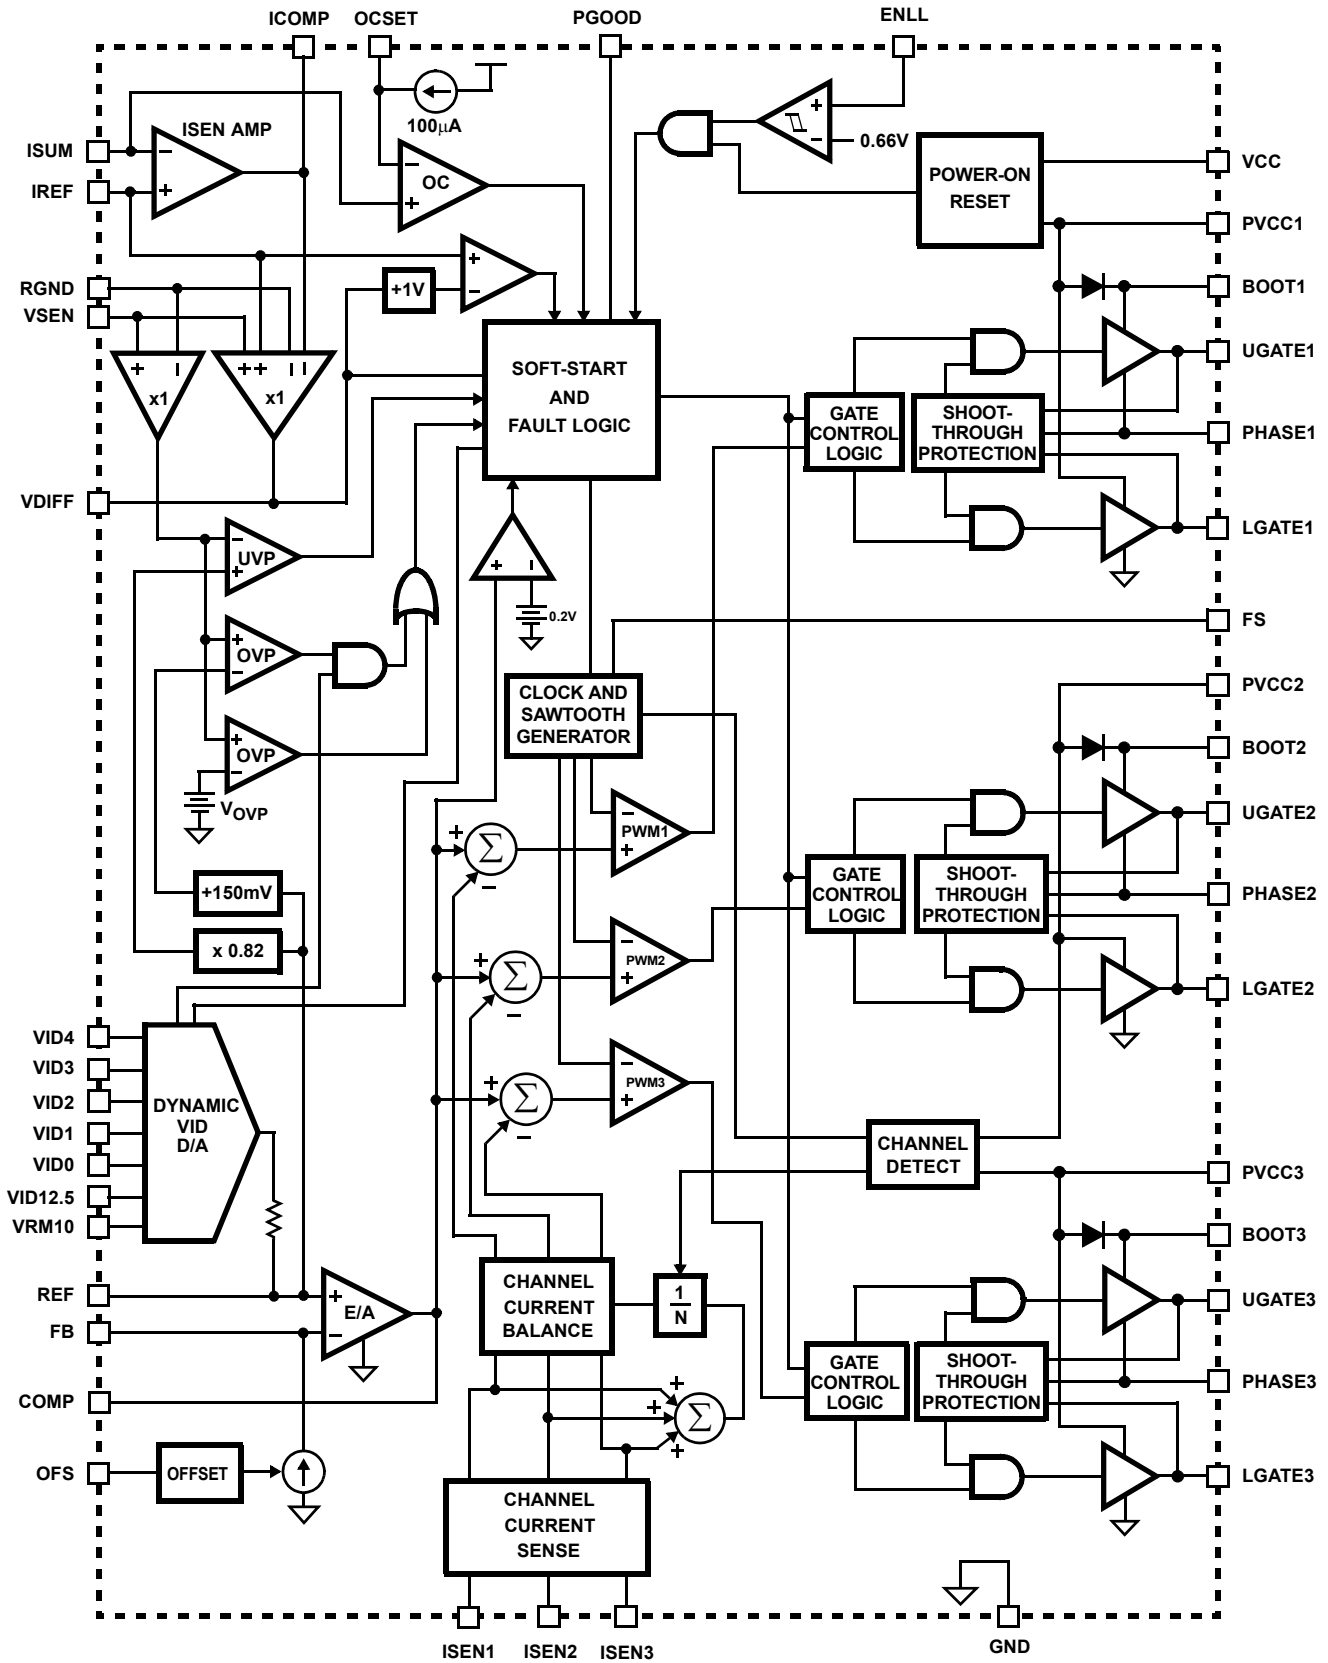 ICOMP OCSET PGOOD ENLL
ISEN AMP
100µA
ISUM
IREF
OC
0.66V
POWER-ON
RESET
VCC
PVCC1
RGND
VSEN
+1V
BOOT1
x1
x1
SOFT-START
AND
FAULT LOGIC
UGATE1
GATE
CONTROL
LOGIC
SHOOT-
THROUGH
PROTECTION
PHASE1
VDIFF
LGATE1
UVP
0.2V
FS
OVP
CLOCK AND
SAWTOOTH
GENERATOR
PVCC2
OVP
VOVP
BOOT2
PWM1
Σ
UGATE2
+150mV
GATE
CONTROL
LOGIC
SHOOT-
THROUGH
PROTECTION
PHASE2
x 0.82
PWM2
Σ
LGATE2
VID4
VID3
VID2
VID1
VID0
VID12.5
VRM10
DYNAMIC
VID
D/A
PWM3
Σ
CHANNEL
DETECT
PVCC3
BOOT3
REF
FB
E/A
CHANNEL
CURRENT
BALANCE
1
N
UGATE3
GATE
CONTROL
LOGIC
SHOOT-
THROUGH
PROTECTION
PHASE3
COMP
Σ
OFS
OFFSET
LGATE3
CHANNEL
CURRENT
SENSE
ISEN1 ISEN2 ISEN3
GND